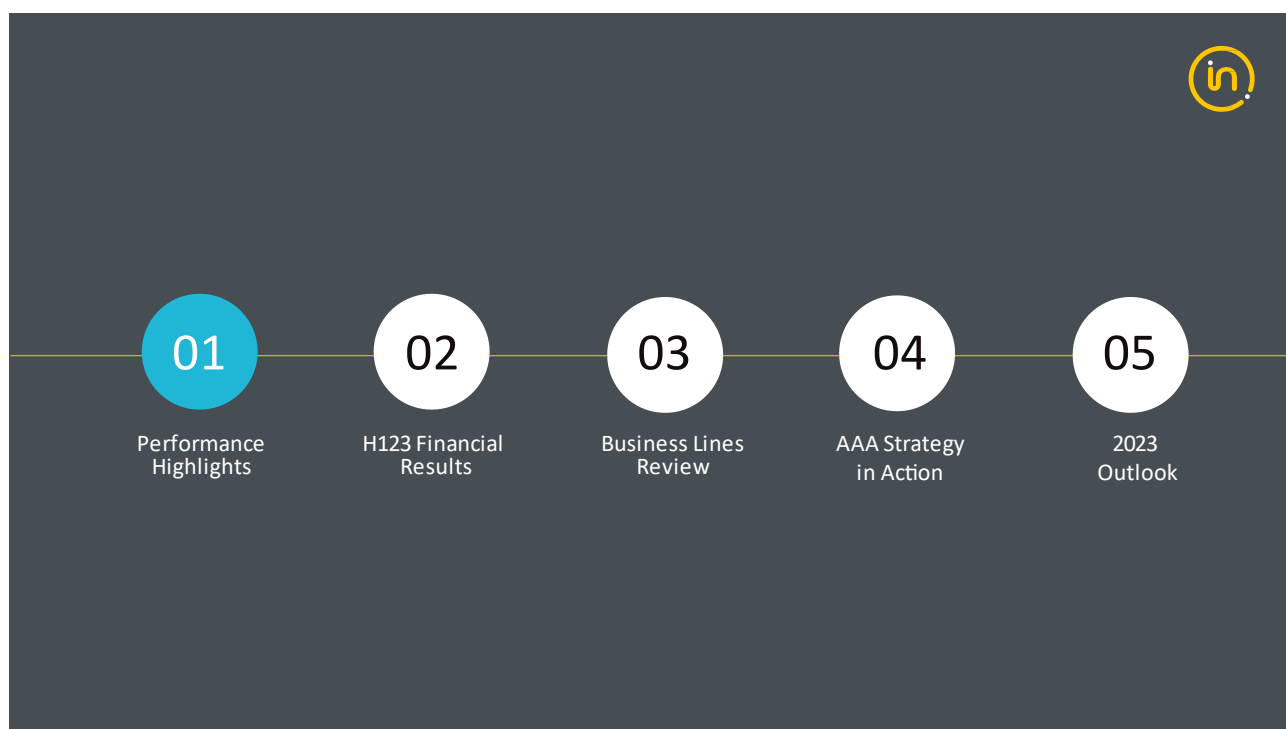 in
01
02
03
04
05
Performance
Highlights
H123 Financial
Results
Business Lines
Review
AAA Strategy
in Action
2023
Outlook